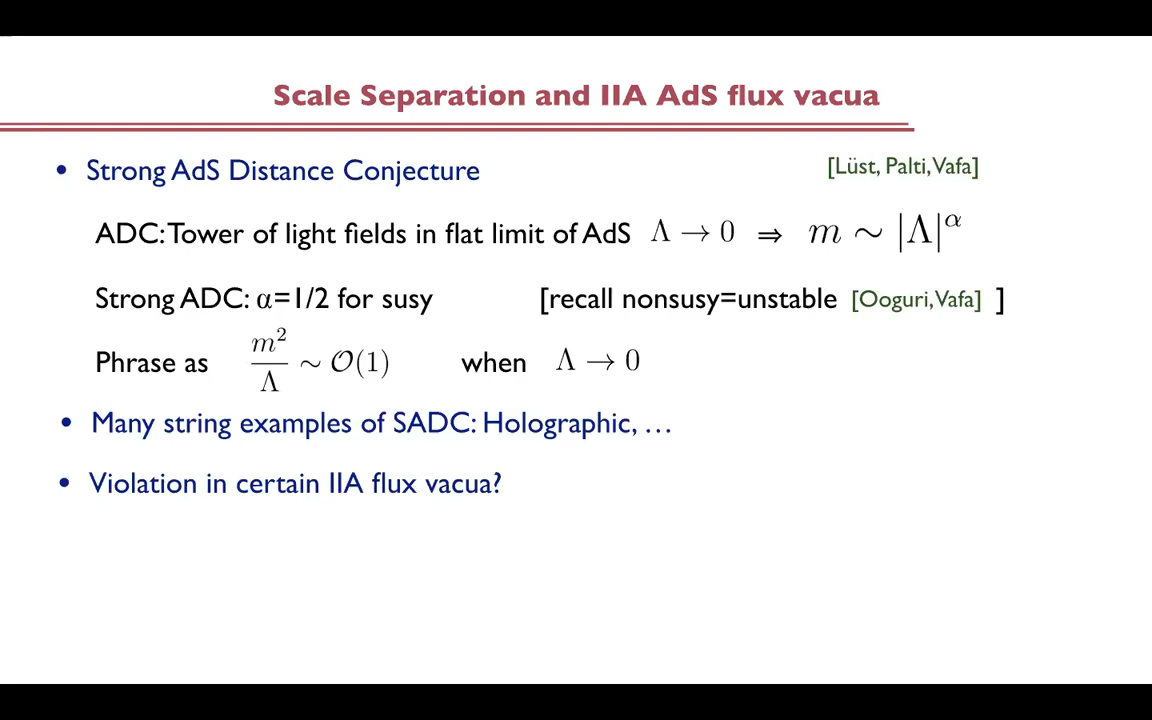 Scale Separation and IIA AdS flux vacua
• Strong AdS Distance Conjecture [Lüst, Palti, Vafa]
ADC: Tower of light fields in flat limit of AdS Λ → 0 ⇒ m ∼ |Λ|^α
Strong ADC: α=1/2 for susy [recall nonsusy=unstable [Ooguri, Vafa] ]
Phrase as m²/Λ ∼ O(1) when Λ → 0
• Many string examples of SADC: Holographic, …
• Violation in certain IIA flux vacua?